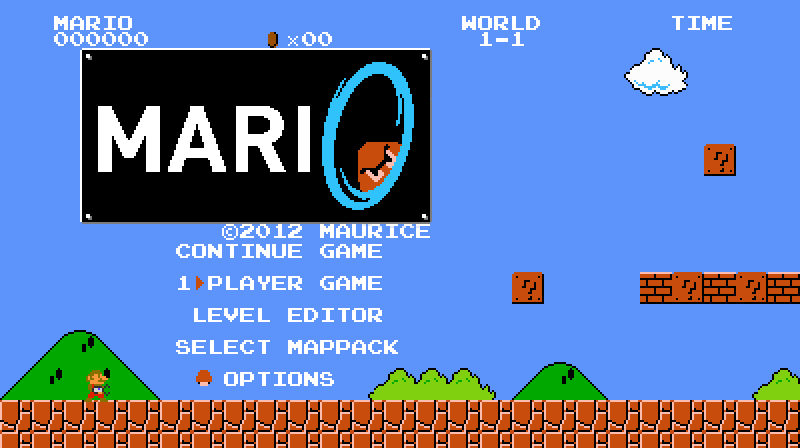 MARIO WORLD TIME
000000 ×00 1-1
MARI
©2012 MAURICE
CONTINUE GAME
1 PLAYER GAME
LEVEL EDITOR
SELECT MAPPACK
OPTIONS
?
?
? ?